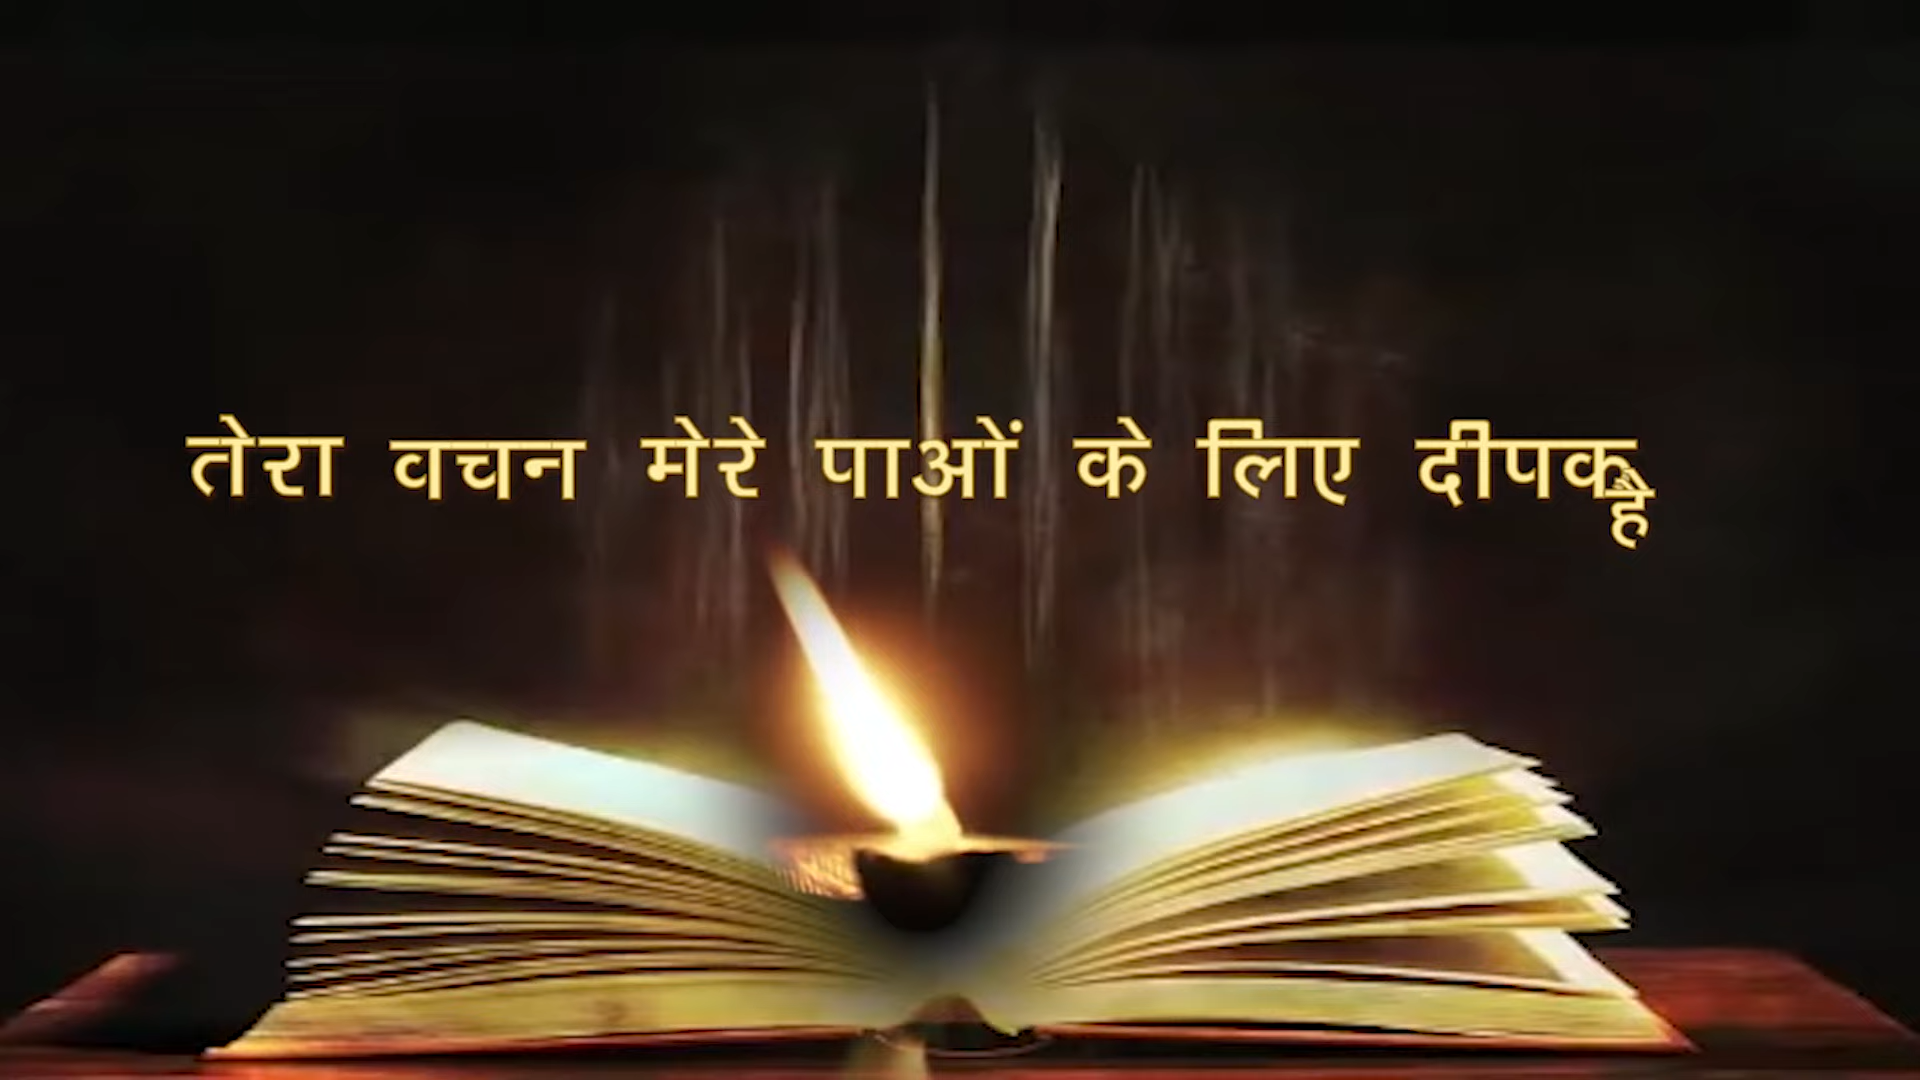 तेरा वचन मेरे पाओं के लिए दीपक है